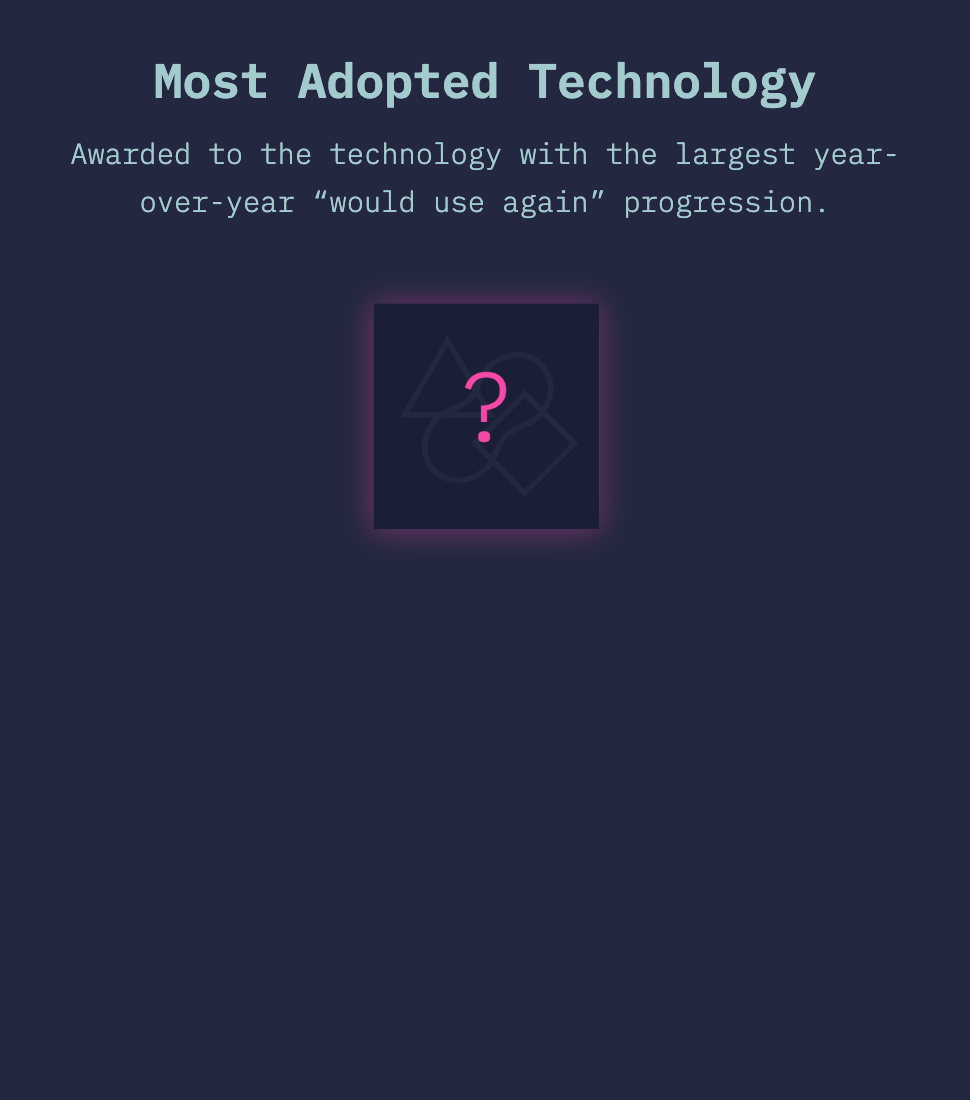 Most Adopted Technology
Awarded to the technology with the largest year-
over-year “would use again” progression.
?